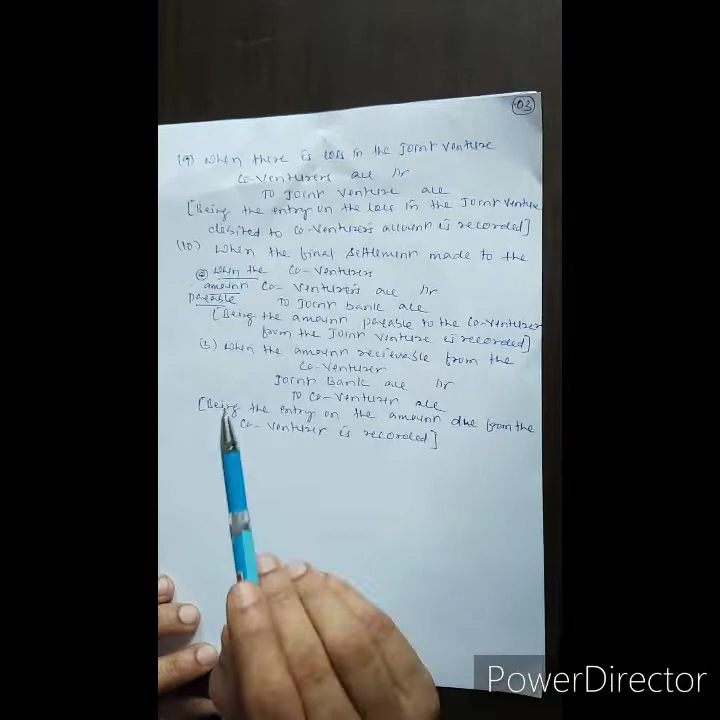 03
(9) When there is loss in the Joint Venture
Co-Venturers a/c Dr
To Joint Venture a/c
[Being the entry on the loss in the Joint Venture
debited to Co-Venturer's account is recorded]
(10) When the final settlement made to the
(a) When the Co-Venturers
amount Co-Venturer's a/c Dr
payable To Joint bank a/c
[Being the amount payable to the Co-Venturer
from the Joint Venture is recorded]
(b) When the amount recievable from the
Co-Venturer
Joint Bank a/c Dr
To Co-Venturer a/c
[Being the entry on the amount due from the
Co-Venturer is recorded]
PowerDirector